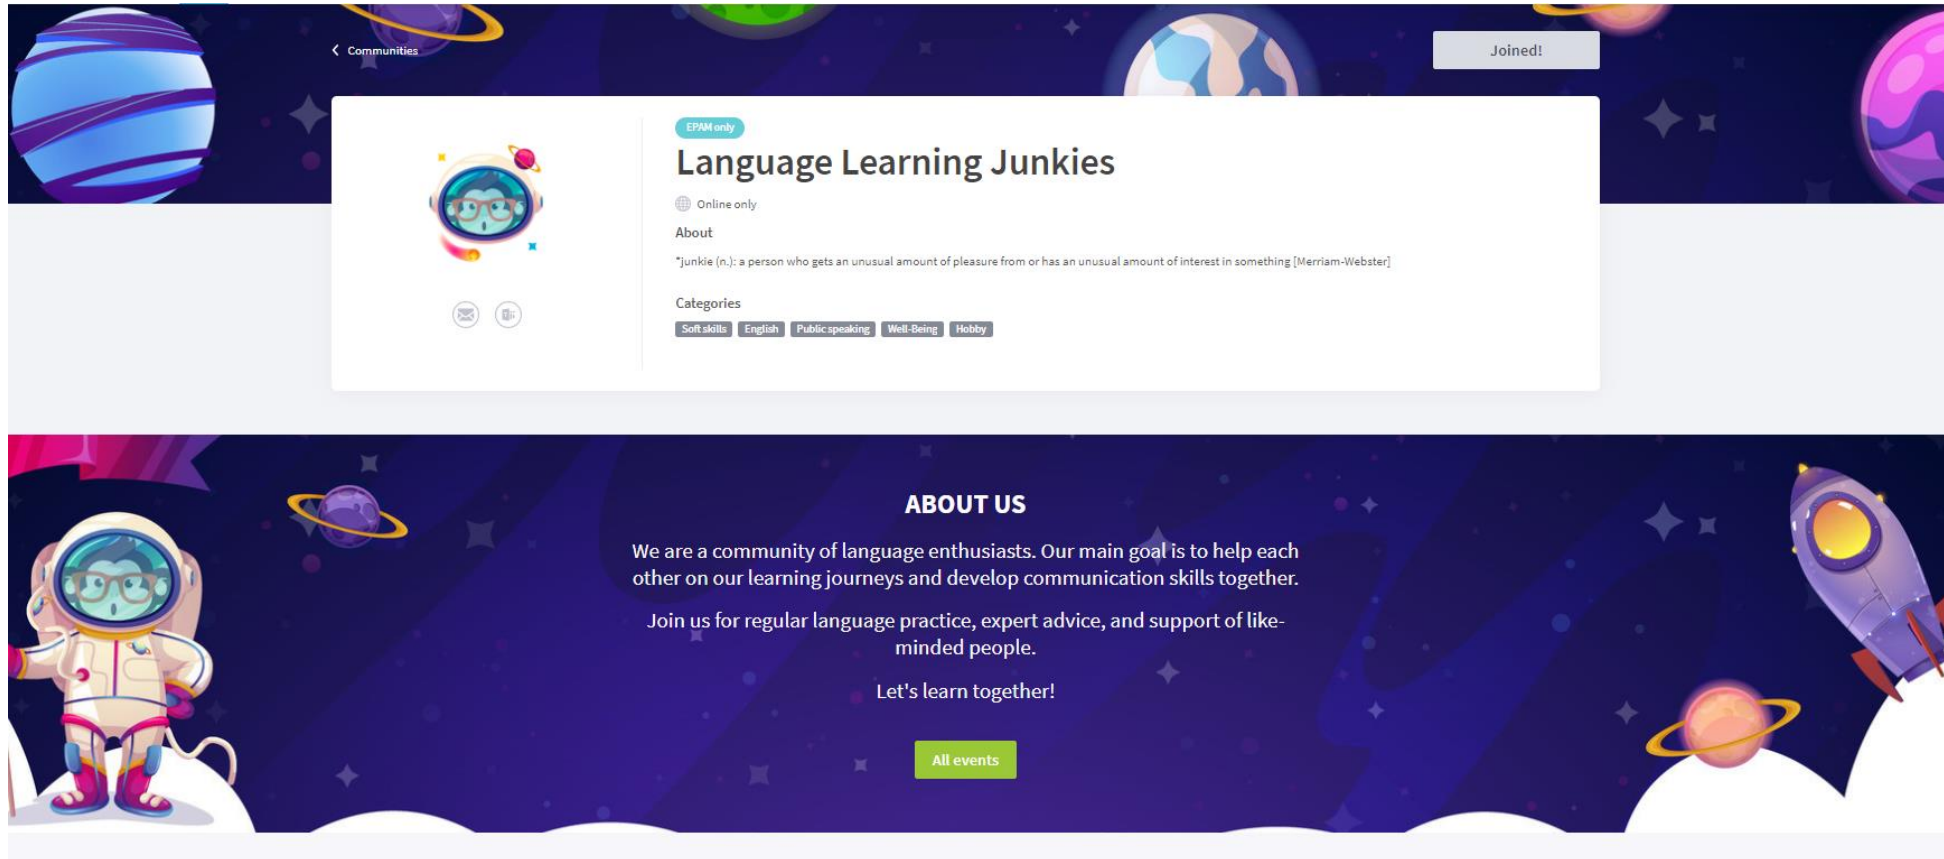 Communities
Joined!
EPAM only
Language Learning Junkies
Online only
About
*junkie (n.): a person who gets an unusual amount of pleasure from or has an unusual amount of interest in something [Merriam-Webster]
Categories
Soft skills English Public speaking Well-Being Hobby
ABOUT US
We are a community of language enthusiasts. Our main goal is to help each
other on our learning journeys and develop communication skills together.
Join us for regular language practice, expert advice, and support of like-
minded people.
Let's learn together!
All events